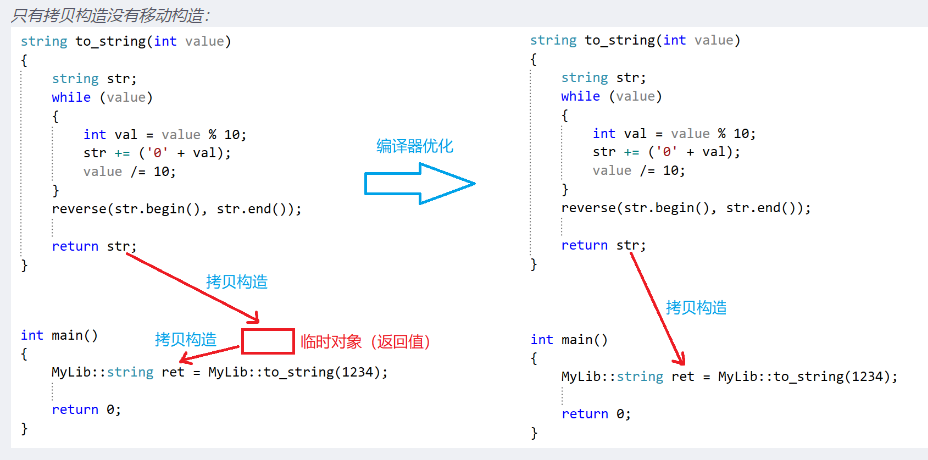 只有拷贝构造没有移动构造：
string to_string(int value)
{
string str;
while (value)
{
int val = value % 10;
str += ('0' + val);
value /= 10;
}
reverse(str.begin(), str.end());
return str;
}
拷贝构造
拷贝构造
临时对象（返回值）
int main()
{
MyLib::string ret = MyLib::to_string(1234);
return 0;
}
编译器优化
string to_string(int value)
{
string str;
while (value)
{
int val = value % 10;
str += ('0' + val);
value /= 10;
}
reverse(str.begin(), str.end());
return str;
}
拷贝构造
int main()
{
MyLib::string ret = MyLib::to_string(1234);
return 0;
}